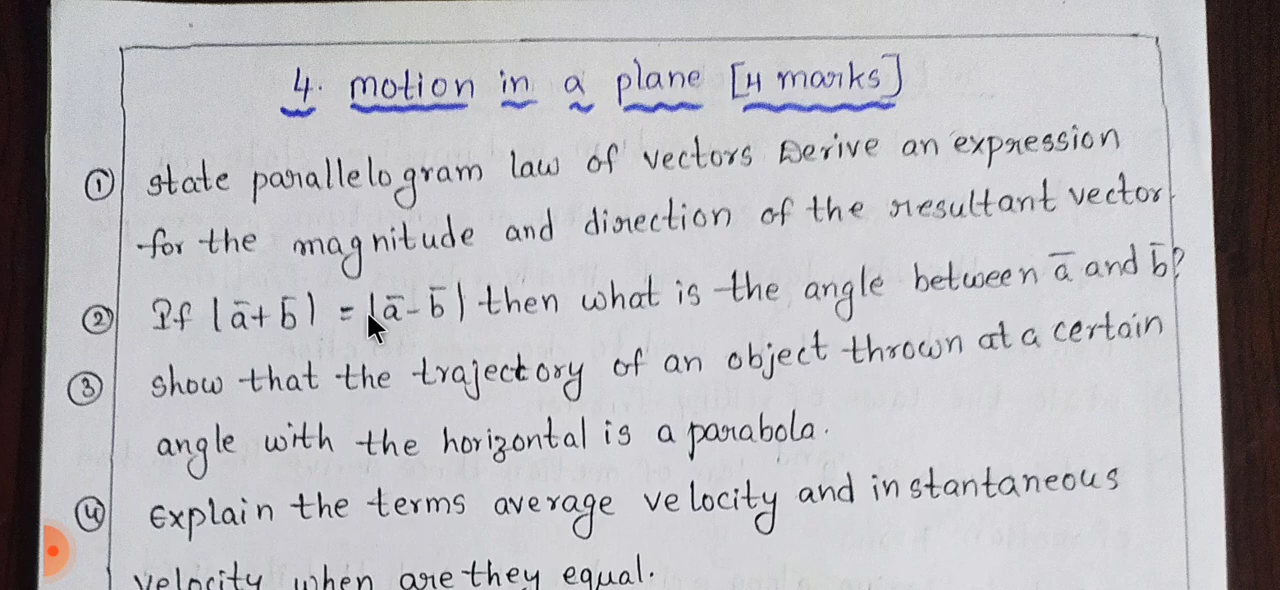 4. motion in a plane [4 marks]
① state parallelogram law of vectors Derive an expression
for the magnitude and direction of the resultant vector
② If |ā+b̄| = |ā-b̄| then what is the angle between ā and b̄?
③ show that the trajectory of an object thrown at a certain
angle with the horizontal is a parabola.
④ Explain the terms average velocity and instantaneous
velocity when are they equal.